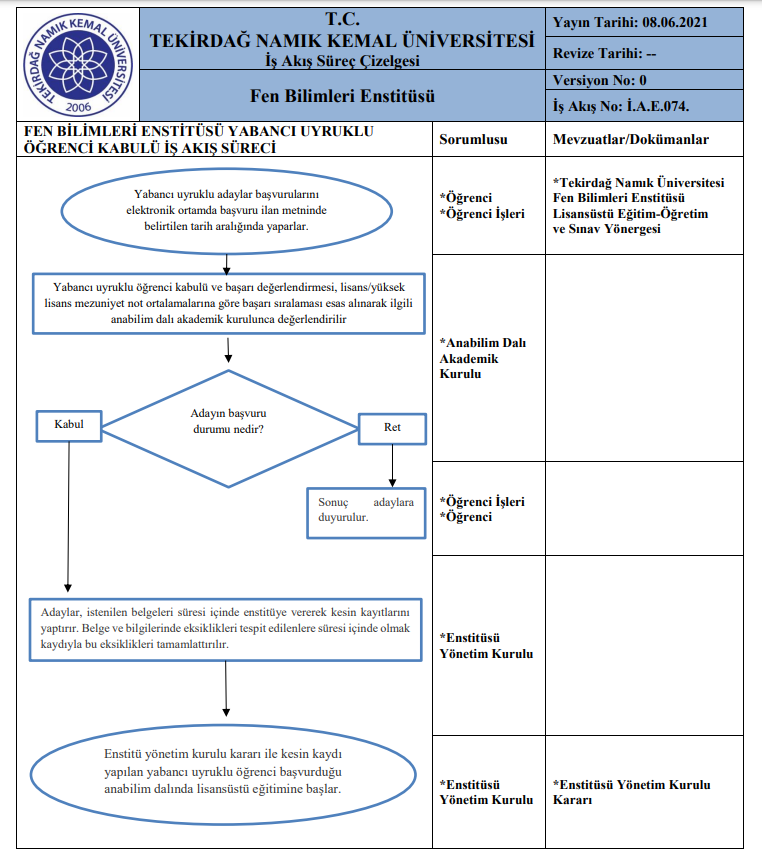 TEKİRDAĞ NAMIK KEMAL ÜNİVERSİTESİ
2006
T.C.
TEKİRDAĞ NAMIK KEMAL ÜNİVERSİTESİ
İş Akış Süreç Çizelgesi
Fen Bilimleri Enstitüsü
Yayın Tarihi: 08.06.2021
Revize Tarihi: --
Versiyon No: 0
İş Akış No: İ.A.E.074.
FEN BİLİMLERİ ENSTİTÜSÜ YABANCI UYRUKLU
ÖĞRENCİ KABULÜ İŞ AKIŞ SÜRECİ
Sorumlusu
Mevzuatlar/Dokümanlar
Yabancı uyruklu adaylar başvurularını
elektronik ortamda başvuru ilan metninde
belirtilen tarih aralığında yaparlar.
*Öğrenci
*Öğrenci İşleri
*Tekirdağ Namık Üniversitesi
Fen Bilimleri Enstitüsü
Lisansüstü Eğitim-Öğretim
ve Sınav Yönergesi
Yabancı uyruklu öğrenci kabulü ve başarı değerlendirmesi, lisans/yüksek
lisans mezuniyet not ortalamalarına göre başarı sıralaması esas alınarak ilgili
anabilim dalı akademik kurulunca değerlendirilir
*Anabilim Dalı
Akademik
Kurulu
Adayın başvuru
durumu nedir?
Kabul
Ret
Sonuç adaylara
duyurulur.
*Öğrenci İşleri
*Öğrenci
Adaylar, istenilen belgeleri süresi içinde enstitüye vererek kesin kayıtlarını
yaptırır. Belge ve bilgilerinde eksiklikleri tespit edilenlere süresi içinde olmak
kaydıyla bu eksiklikleri tamamlattırılır.
*Enstitüsü
Yönetim Kurulu
Enstitü yönetim kurulu kararı ile kesin kaydı
yapılan yabancı uyruklu öğrenci başvurduğu
anabilim dalında lisansüstü eğitimine başlar.
*Enstitüsü
Yönetim Kurulu
*Enstitüsü Yönetim Kurulu
Kararı